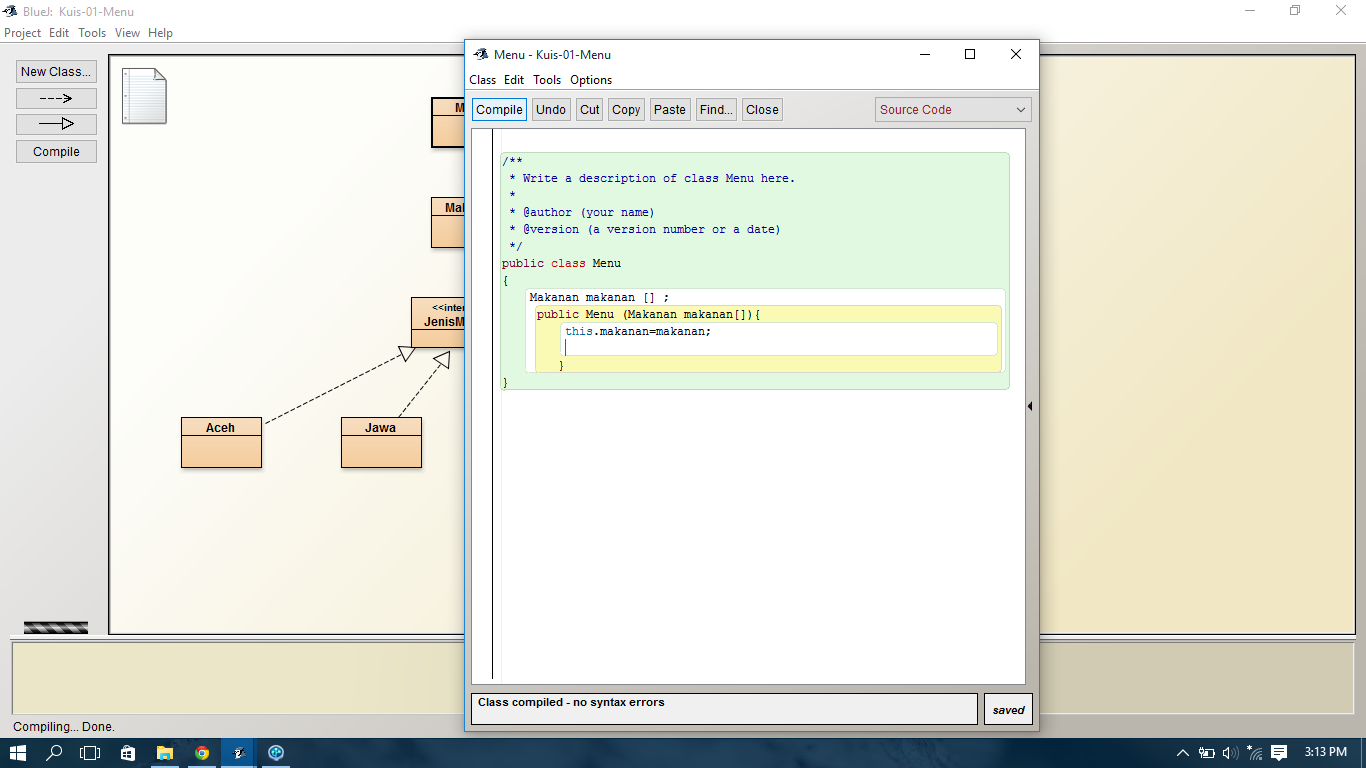 BlueJ: Kuis-01-Menu
Project Edit Tools View Help
New Class...
Compile
<<inter
JenisM
Aceh
Jawa
Compiling... Done.
Menu - Kuis-01-Menu
Class Edit Tools Options
Compile Undo Cut Copy Paste Find... Close Source Code
/**
* Write a description of class Menu here.
*
* @author (your name)
* @version (a version number or a date)
*/
public class Menu
{
Makanan makanan [] ;
public Menu (Makanan makanan[]){
this.makanan=makanan;
}
}
Class compiled - no syntax errors
saved
3:13 PM